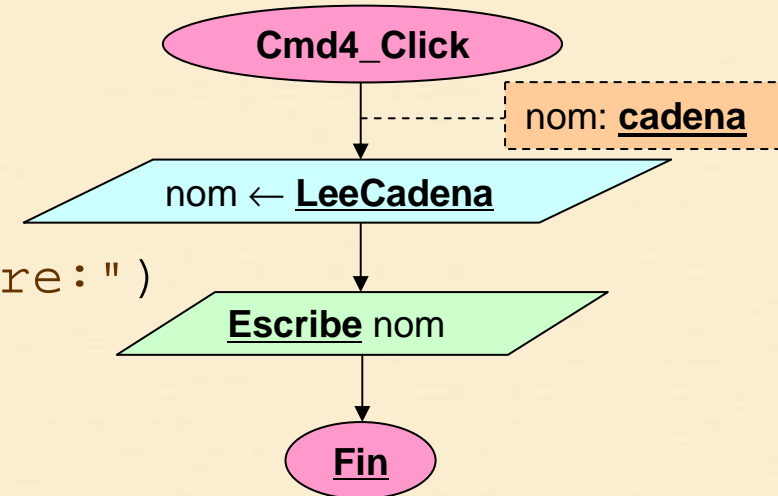 Cmd4_Click
nom: cadena
nom ← LeeCadena
re:")
Escribe nom
Fin